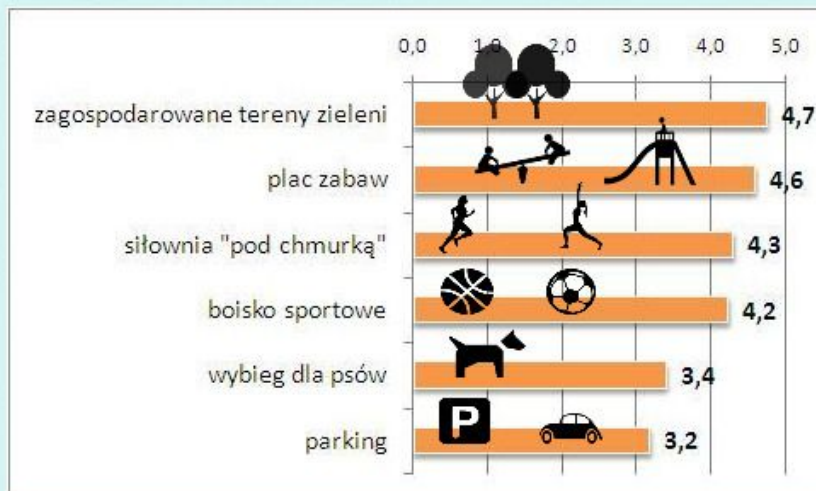 0,0 1,0 2,0 3,0 4,0 5,0
zagospodarowane tereny zieleni 4,7
plac zabaw 4,6
siłownia "pod chmurką" 4,3
boisko sportowe 4,2
wybieg dla psów 3,4
parking P 3,2